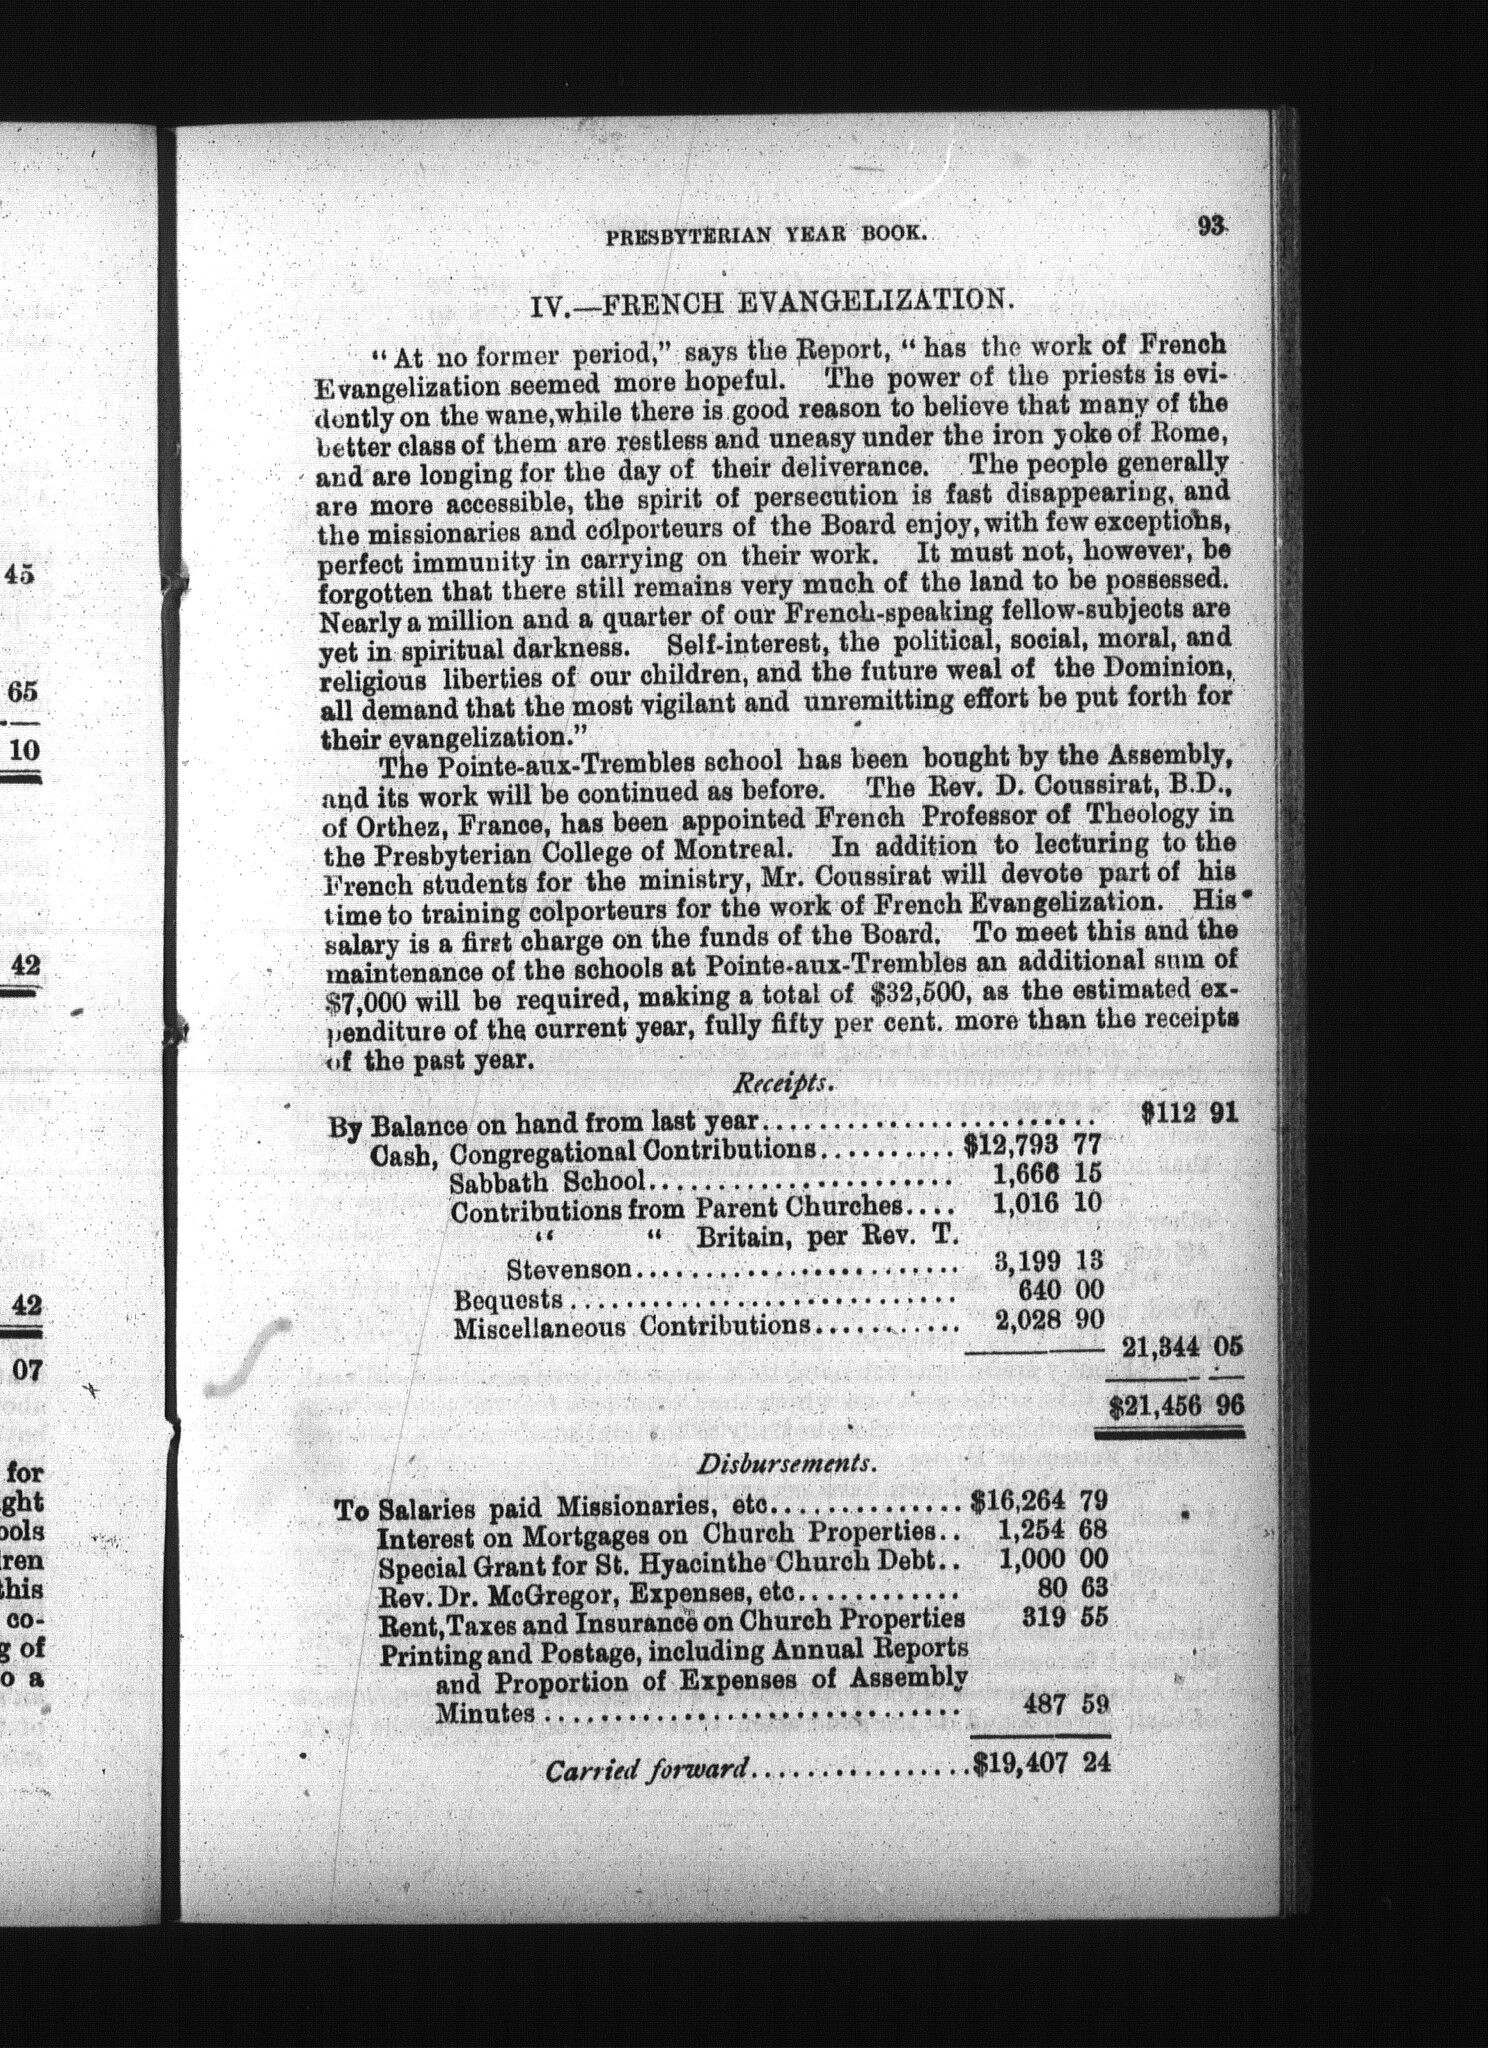 45
65
10
42
42
07
for
ght
ools
dren
this
co-
g of
o a
PRESBYTERIAN YEAR BOOK. 93
IV.—FRENCH EVANGELIZATION.
“At no former period,” says the Report, “has the work of French
Evangelization seemed more hopeful. The power of the priests is evi-
dently on the wane, while there is good reason to believe that many of the
better class of them are restless and uneasy under the iron yoke of Rome,
and are longing for the day of their deliverance. The people generally
are more accessible, the spirit of persecution is fast disappearing, and
the missionaries and colporteurs of the Board enjoy, with few exceptions,
perfect immunity in carrying on their work. It must not, however, be
forgotten that there still remains very much of the land to be possessed.
Nearly a million and a quarter of our French-speaking fellow-subjects are
yet in spiritual darkness. Self-interest, the political, social, moral, and
religious liberties of our children, and the future weal of the Dominion,
all demand that the most vigilant and unremitting effort be put forth for
their evangelization.”
The Pointe-aux-Trembles school has been bought by the Assembly,
and its work will be continued as before. The Rev. D. Coussirat, B.D.,
of Orthez, France, has been appointed French Professor of Theology in
the Presbyterian College of Montreal. In addition to lecturing to the
French students for the ministry, Mr. Coussirat will devote part of his
time to training colporteurs for the work of French Evangelization. His
salary is a first charge on the funds of the Board. To meet this and the
maintenance of the schools at Pointe-aux-Trembles an additional sum of
$7,000 will be required, making a total of $32,500, as the estimated ex-
penditure of the current year, fully fifty per cent. more than the receipts
of the past year.
Receipts.
By Balance on hand from last year........................ $112 91
Cash, Congregational Contributions.......... $12,793 77
Sabbath School...................... 1,666 15
Contributions from Parent Churches.... 1,016 10
“ “ Britain, per Rev. T.
Stevenson....................... 3,199 13
Bequests............................ 640 00
Miscellaneous Contributions........... 2,028 90
21,344 05
$21,456 96
Disbursements.
To Salaries paid Missionaries, etc.............. $16,264 79
Interest on Mortgages on Church Properties.. 1,254 68
Special Grant for St. Hyacinthe Church Debt.. 1,000 00
Rev. Dr. McGregor, Expenses, etc............ 80 63
Rent, Taxes and Insurance on Church Properties 319 55
Printing and Postage, including Annual Reports
and Proportion of Expenses of Assembly
Minutes.............................. 487 59
Carried forward................ $19,407 24